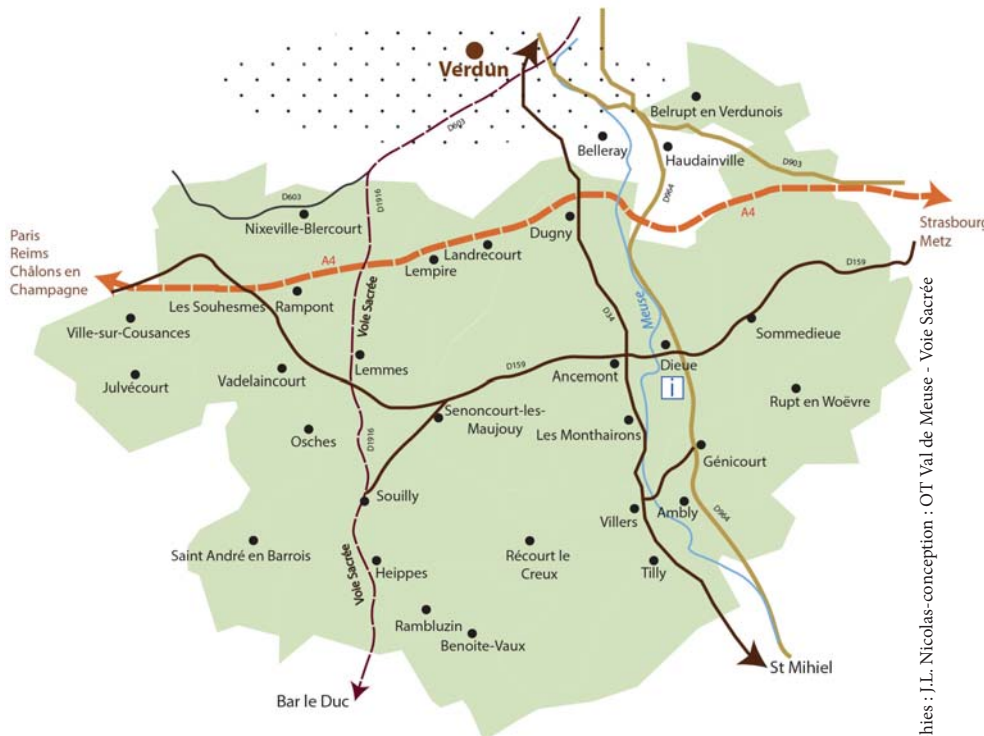 Verdun
Belrupt en Verdunois
D603
Belleray
Haudainville
D903
D603
D1916
D964
Nixeville-Blercourt
A4
Strasbourg
Metz
Dugny
Paris
Reims
Châlons en
Champagne
Landrecourt
Lempire
A4
D159
Les Souhesmes
Rampont
Voie Sacrée
Meuse
D34
Ville-sur-Cousances
Sommedieue
Lemmes
Dieue
Julvécourt
Vadelaincourt
D159
Ancemont
i
Rupt en Woëvre
Senoncourt-les-
Maujouy
Les Monthairons
Osches
D1916
Génicourt
Souilly
Villers
Ambly
D964
Saint André en Barrois
Voie Sacrée
Heippes
Récourt le
Creux
Tilly
Rambluzin
Benoite-Vaux
St Mihiel
Bar le Duc
hies : J.L. Nicolas-conception : OT Val de Meuse - Voie Sacrée